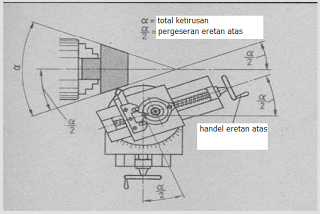 α = total ketirusan
α/2 = pergeseran eretan atas
α
α/2
α/2
α/2
handel eretan atas
α/2